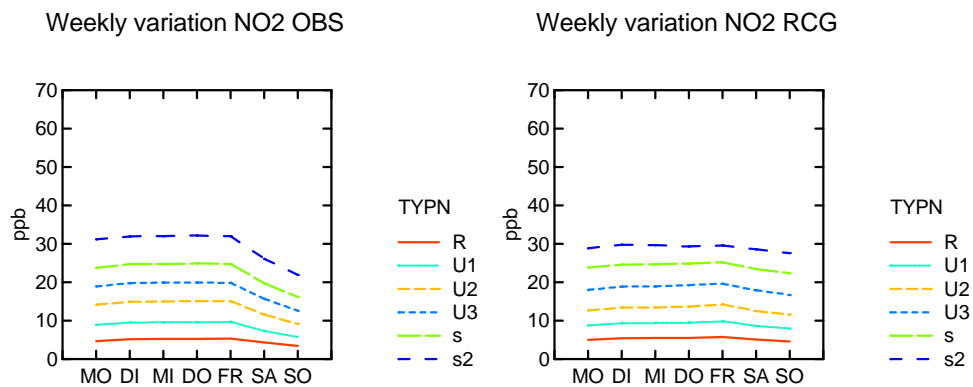 Weekly variation NO2 OBS
Weekly variation NO2 RCG
70
60
50
40
30
20
10
0
ppb
MO DI MI DO FR SA SO
TYPN
R
U1
U2
U3
s
s2
70
60
50
40
30
20
10
0
ppb
MO DI MI DO FR SA SO
TYPN
R
U1
U2
U3
s
s2